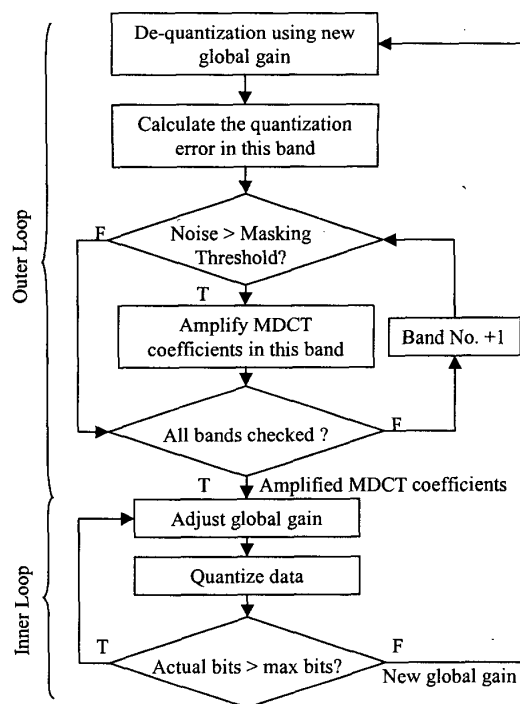 De-quantization using new
global gain
Calculate the quantization
error in this band
F
Noise > Masking
Threshold?
T
Amplify MDCT
coefficients in this band
Band No. +1
All bands checked ?
F
T
Amplified MDCT coefficients
Adjust global gain
Quantize data
T
Actual bits > max bits?
F
New global gain
Outer Loop
Inner Loop